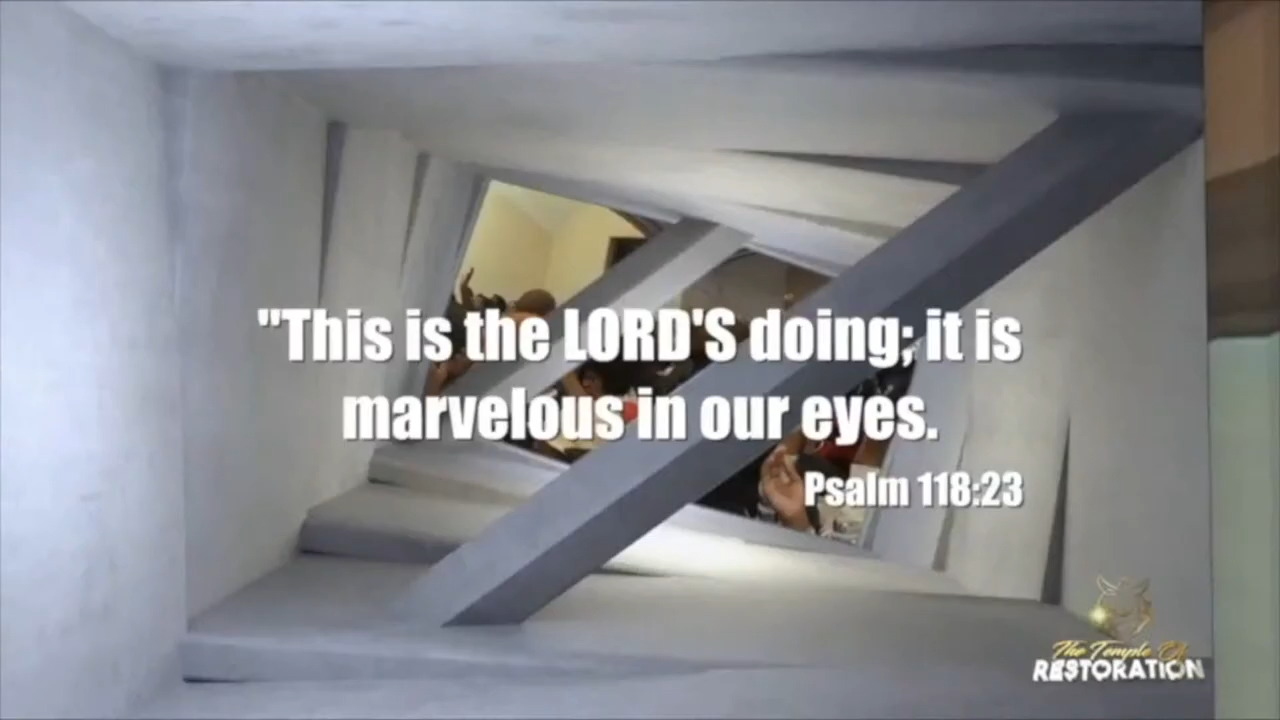 "This is the LORD'S doing; it is
marvelous in our eyes.
Psalm 118:23
The Temple Of
RESTORATION